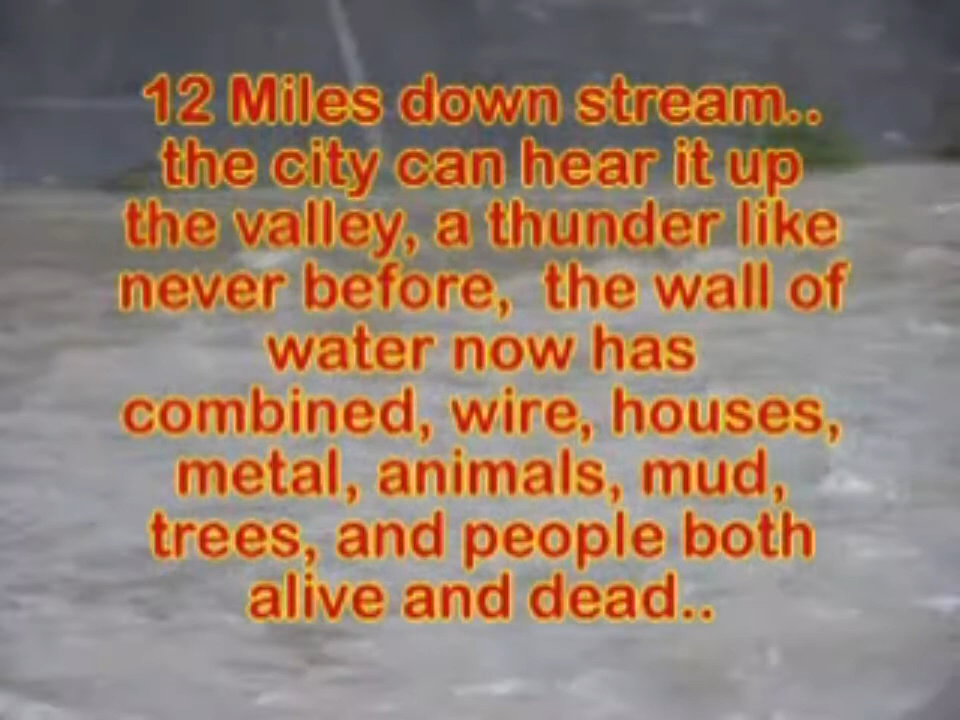 12 Miles down stream..
the city can hear it up
the valley, a thunder like
never before,  the wall of
water now has
combined, wire, houses,
metal, animals, mud,
trees, and people both
alive and dead..